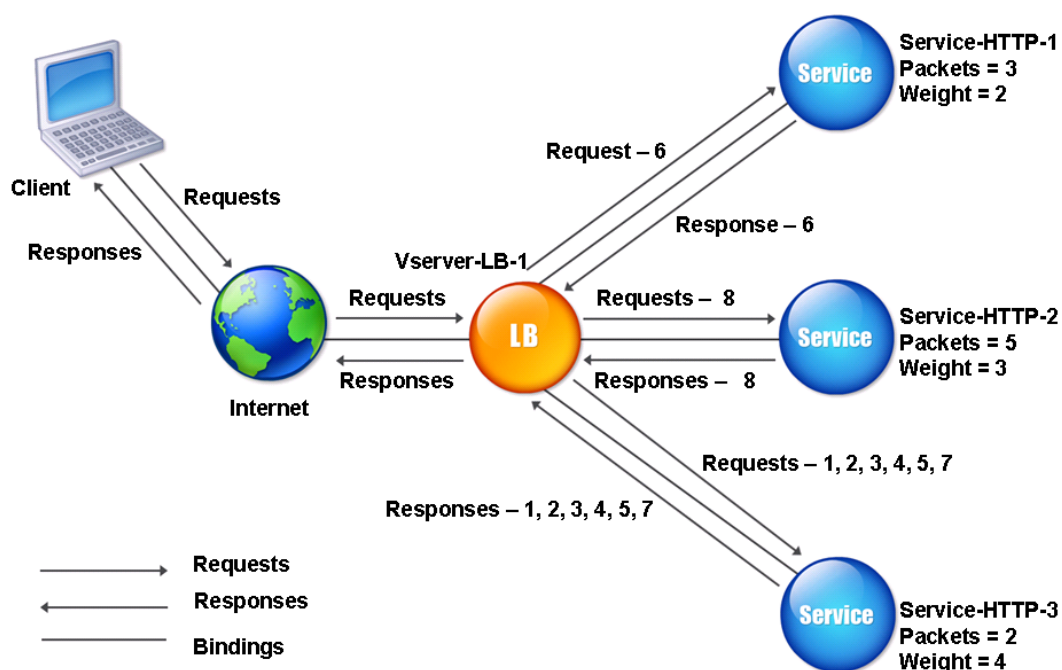 Service-HTTP-1
Packets = 3
Weight = 2
Service
Request – 6
Client
Requests
Response – 6
Responses
Vserver-LB-1
Requests
Requests – 8
Service-HTTP-2
Packets = 5
Weight = 3
LB
Service
Responses
Responses – 8
Internet
Requests – 1, 2, 3, 4, 5, 7
Responses – 1, 2, 3, 4, 5, 7
Requests
Responses
Bindings
Service
Service-HTTP-3
Packets = 2
Weight = 4